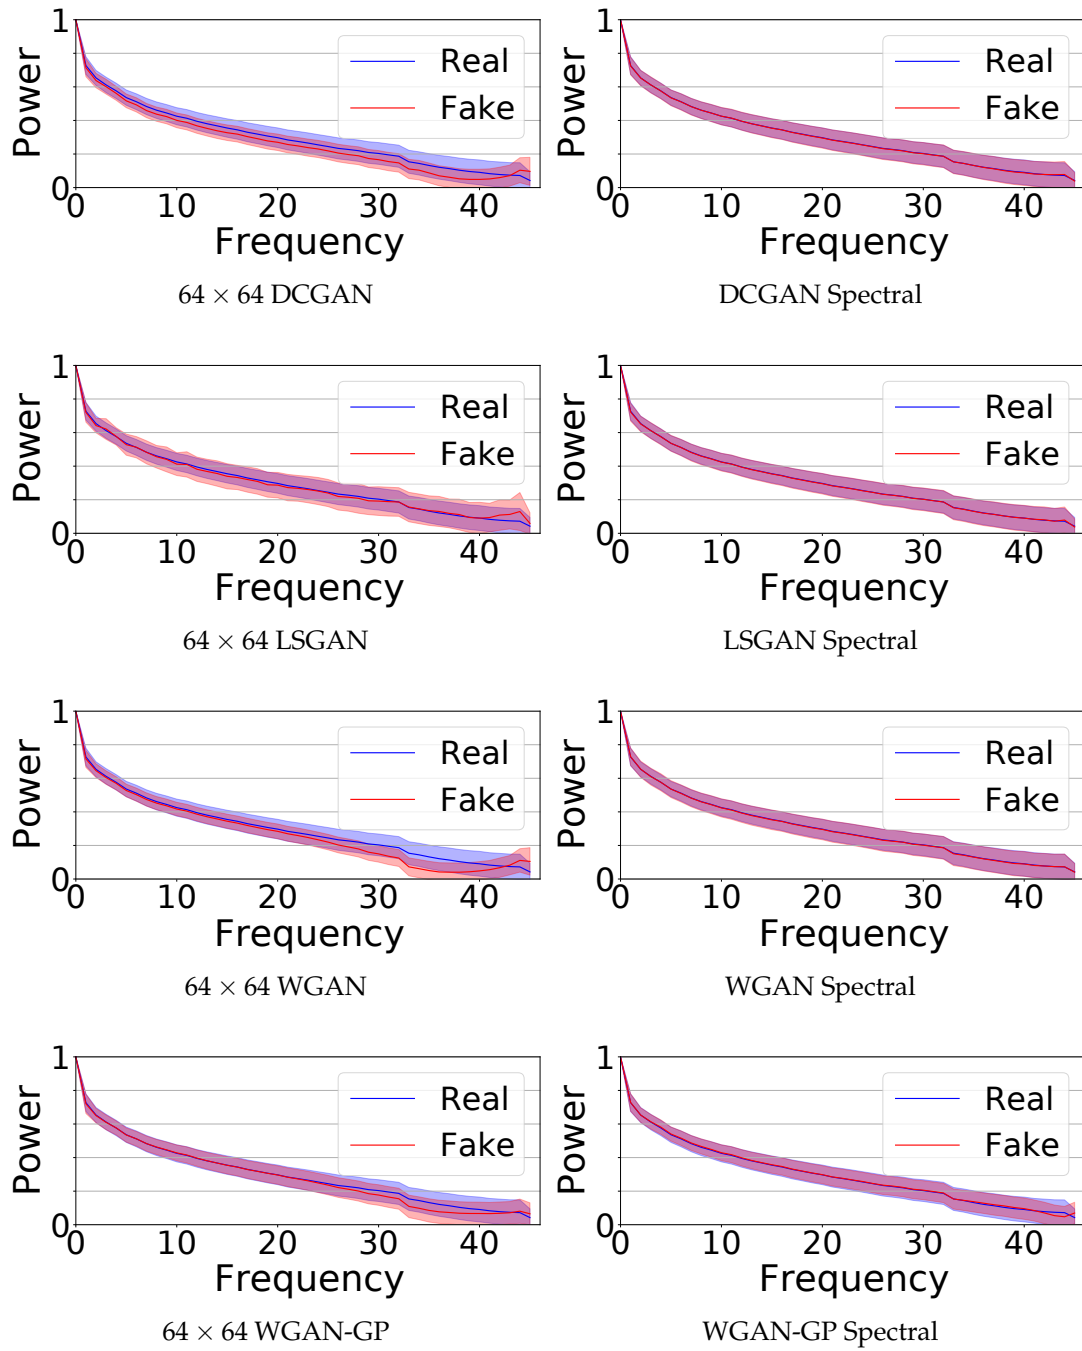 1
Power
0
0 10 20 30 40
Frequency
Real
Fake
64 × 64 DCGAN
1
Power
0
0 10 20 30 40
Frequency
Real
Fake
DCGAN Spectral
1
Power
0
0 10 20 30 40
Frequency
Real
Fake
64 × 64 LSGAN
1
Power
0
0 10 20 30 40
Frequency
Real
Fake
LSGAN Spectral
1
Power
0
0 10 20 30 40
Frequency
Real
Fake
64 × 64 WGAN
1
Power
0
0 10 20 30 40
Frequency
Real
Fake
WGAN Spectral
1
Power
0
0 10 20 30 40
Frequency
Real
Fake
64 × 64 WGAN-GP
1
Power
0
0 10 20 30 40
Frequency
Real
Fake
WGAN-GP Spectral